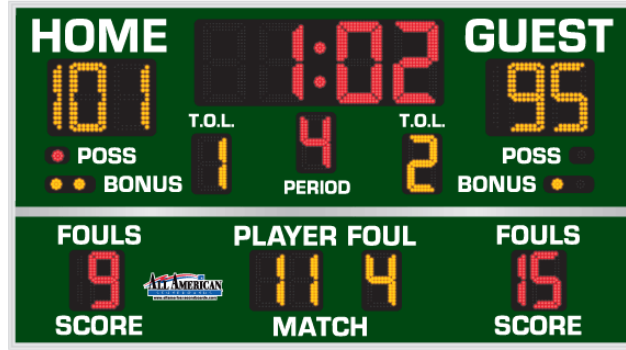 HOME 1:02 GUEST
101 95
T.O.L. T.O.L.
1 4 2
POSS POSS
BONUS PERIOD BONUS
FOULS PLAYER FOUL FOULS
9 11 4 15
ALL AMERICAN
SCORE MATCH SCORE